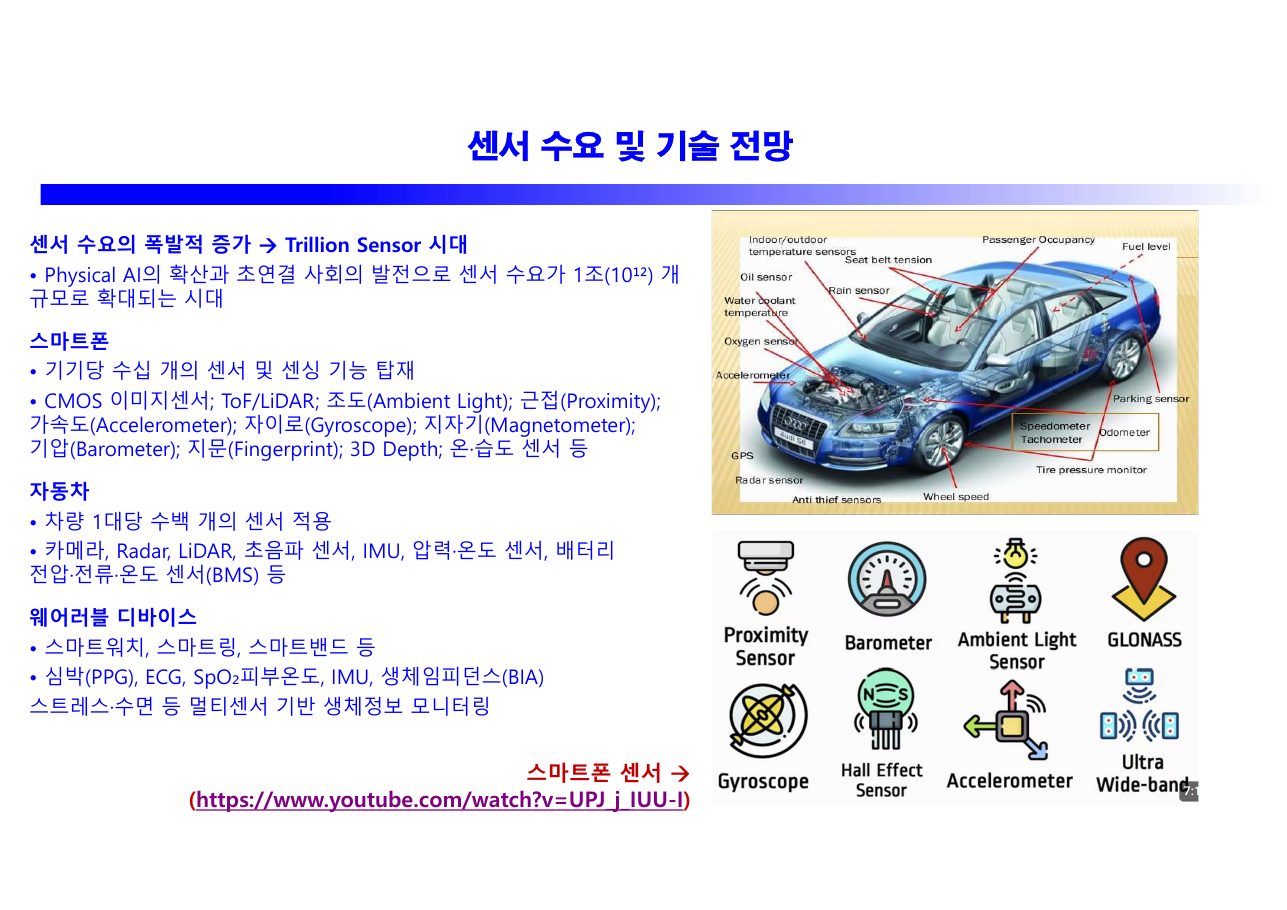 센서 수요 및 기술 전망
센서 수요의 폭발적 증가 → Trillion Sensor 시대
• Physical AI의 확산과 초연결 사회의 발전으로 센서 수요가 1조(10¹²) 개
규모로 확대되는 시대
스마트폰
• 기기당 수십 개의 센서 및 센싱 기능 탑재
• CMOS 이미지센서; ToF/LiDAR; 조도(Ambient Light); 근접(Proximity);
가속도(Accelerometer); 자이로(Gyroscope); 지자기(Magnetometer);
기압(Barometer); 지문(Fingerprint); 3D Depth; 온·습도 센서 등
자동차
• 차량 1대당 수백 개의 센서 적용
• 카메라, Radar, LiDAR, 초음파 센서, IMU, 압력·온도 센서, 배터리
전압·전류·온도 센서(BMS) 등
웨어러블 디바이스
• 스마트워치, 스마트링, 스마트밴드 등
• 심박(PPG), ECG, SpO₂피부온도, IMU, 생체임피던스(BIA)
스트레스·수면 등 멀티센서 기반 생체정보 모니터링
스마트폰 센서 →
(https://www.youtube.com/watch?v=UPJ_j_IUU-I)
Indoor/outdoor
temperature sensors
Passenger Occupancy
Fuel level
Seat belt tension
Oil sensor
Rain sensor
Water coolant
temperature
Oxygen sensor
Accelerometer
Parking sensor
Speedometer
Tachometer
Odometer
GPS
Tire pressure monitor
Radar sensor
Anti thief sensors
Wheel speed
Audi S6
Proximity
Sensor
Barometer
Ambient Light
Sensor
GLONASS
N S
Gyroscope
Hall Effect
Sensor
Accelerometer
Ultra
Wide-band